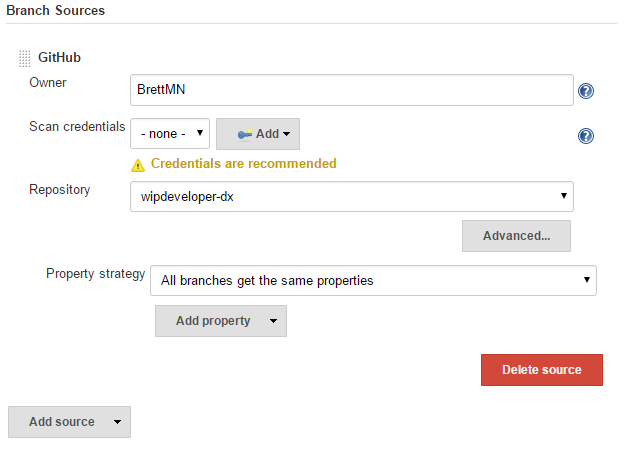 Branch Sources
GitHub
Owner
BrettMN
?
Scan credentials
- none -
Add
?
Credentials are recommended
Repository
wipdeveloper-dx
Advanced...
Property strategy
All branches get the same properties
Add property
Delete source
Add source